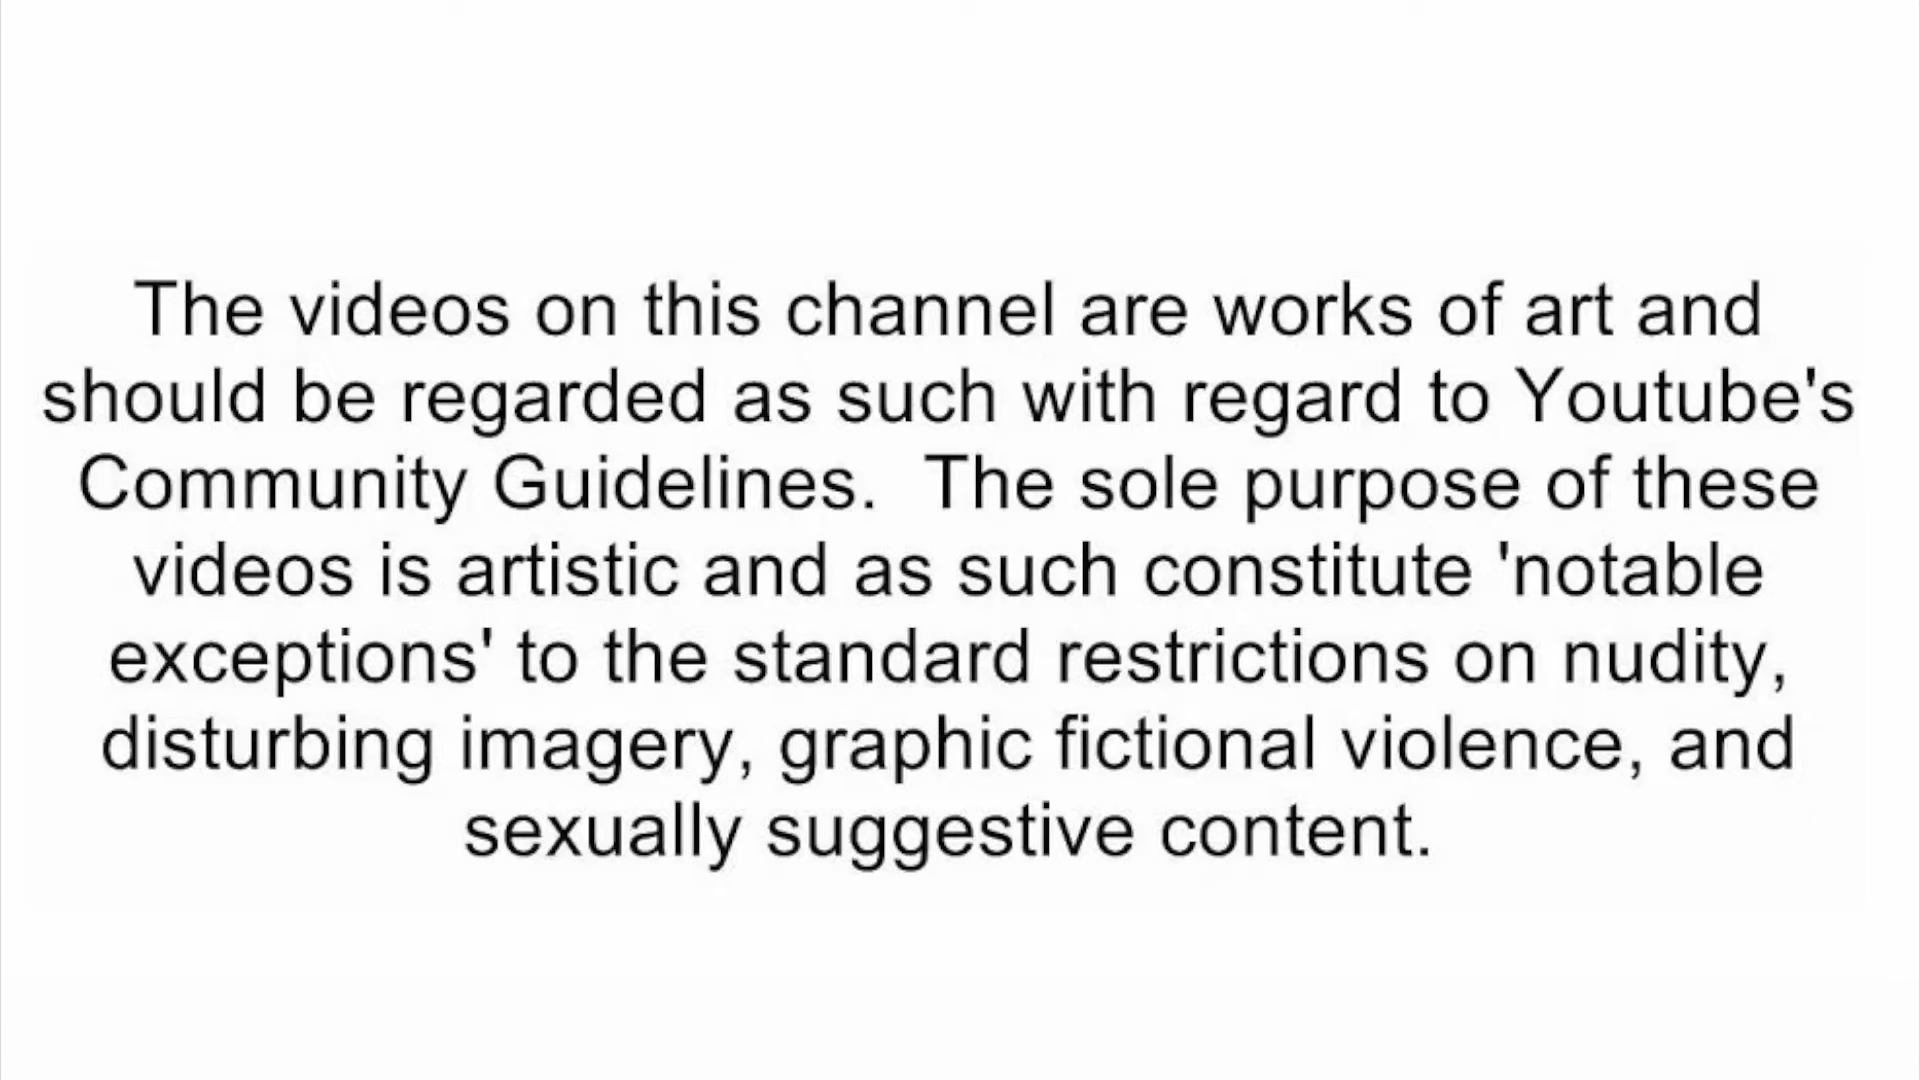 The videos on this channel are works of art and
should be regarded as such with regard to Youtube's
Community Guidelines.  The sole purpose of these
videos is artistic and as such constitute 'notable
exceptions' to the standard restrictions on nudity,
disturbing imagery, graphic fictional violence, and
sexually suggestive content.